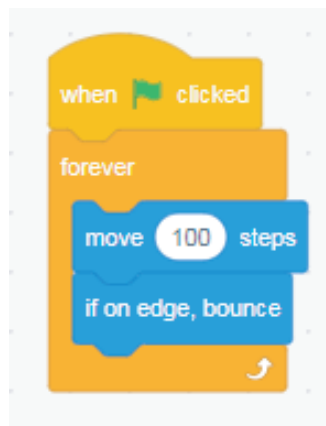 when clicked
forever
move 100 steps
if on edge, bounce